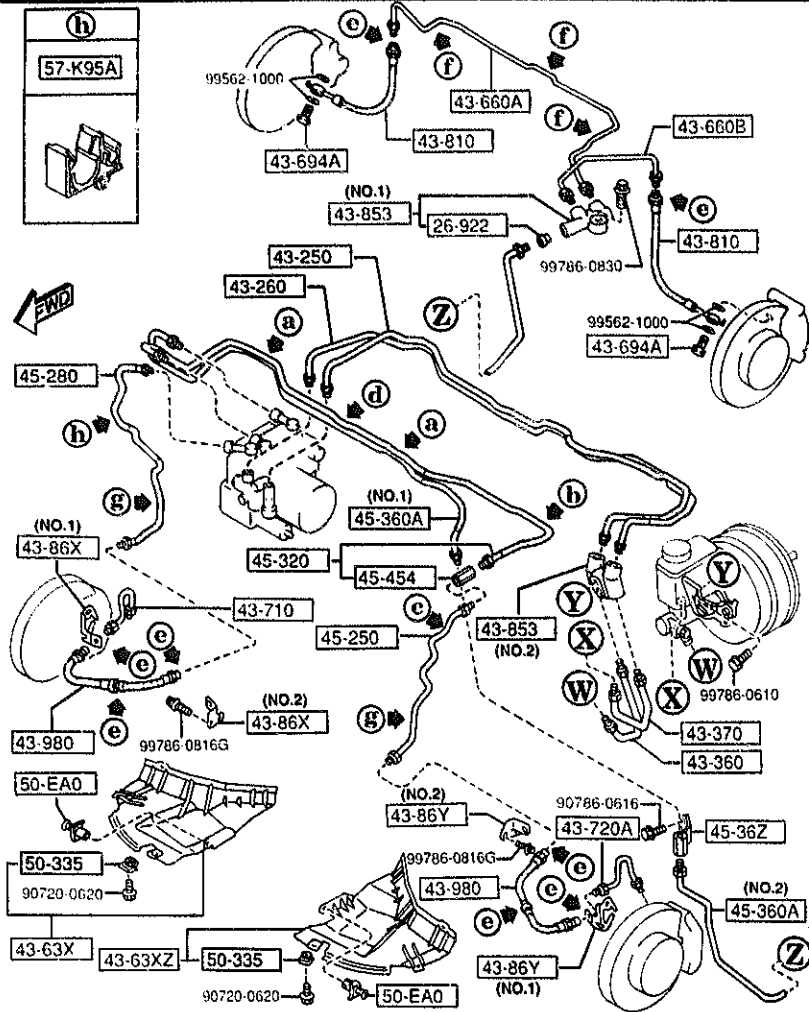 h
57-K95A
e
f
f
99562-1000
43-660A
f
43-660B
43-810
43-694A
(NO.1)
43-853
26-922
e
43-810
99786-0830
43-250
43-260
Z
FWD
a
99562-1000
43-694A
45-280
d
a
h
(NO.1)
45-360A
b
g
(NO.1)
43-86X
45-320
45-454
Y
Y
43-710
c
45-250
43-853
(NO.2)
X
e
e
W
W
X
99786-0610
e
(NO.2)
43-86X
g
43-370
43-980
99786-0816G
43-360
50-EA0
(NO.2)
43-86Y
90786-0616
43-720A
45-36Z
50-335
99786-0816G
e
90720-0620
43-980
e
(NO.2)
45-360A
e
43-63X
43-63XZ
50-335
43-86Y
(NO.1)
Z
90720-0620
50-EA0